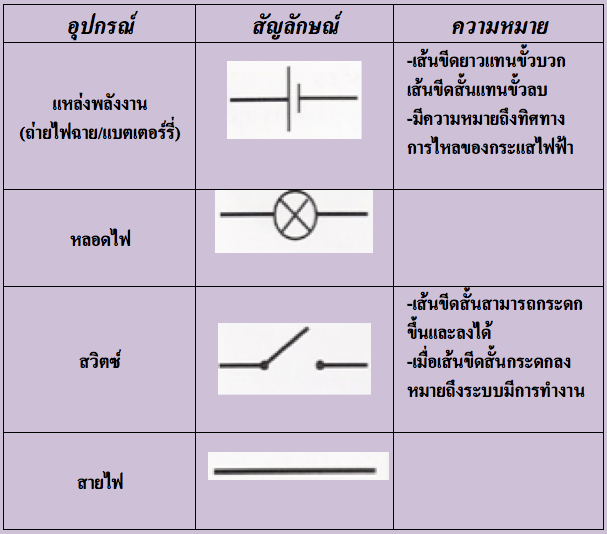 อุปกรณ์ สัญลักษณ์ ความหมาย
แหล่งพลังงาน
(ถ่ายไฟฉาย/แบตเตอร์รี่)
-เส้นขีดยาวแทนขั้วบวก
เส้นขีดสั้นแทนขั้วลบ
-มีความหมายถึงทิศทาง
การไหลของกระแสไฟฟ้า
หลอดไฟ
สวิตซ์
-เส้นขีดสั้นสามารถกระดก
ขึ้นและลงได้
-เมื่อเส้นขีดสั้นกระดกลง
หมายถึงระบบมีการทำงาน
สายไฟ